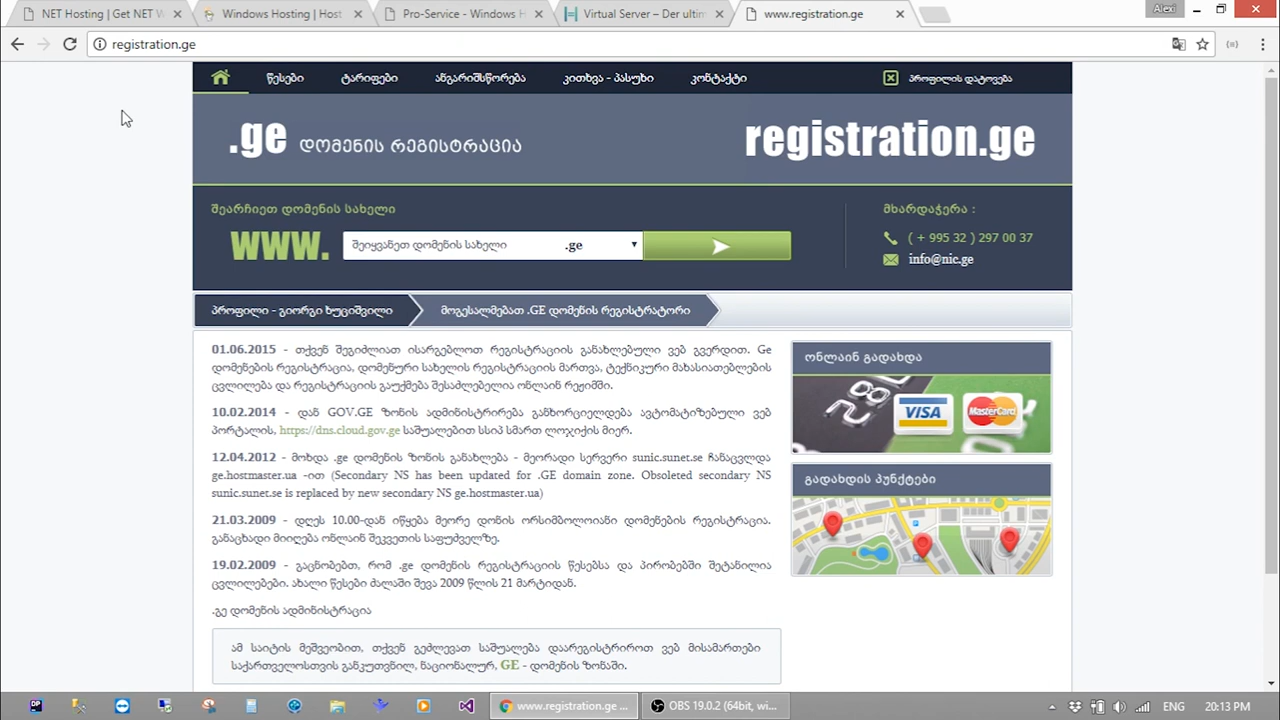 NET Hosting | Get NET W
Windows Hosting | Host
Pro-Service - Windows H
Virtual Server – Der ultim
www.registration.ge
Alexi
registration.ge
წესები
ტარიფები
ანგარიშსწორება
კითხვა - პასუხი
კონტაქტი
პროფილის დატოვება
.ge დომენის რეგისტრაცია
registration.ge
შეარჩიეთ დომენის სახელი
მხარდაჭერა :
www.
შეიყვანეთ დომენის სახელი
.ge
( + 995 32 ) 297 00 37
info@nic.ge
პროფილი - გიორგი ხუციშვილი
მოგესალმებათ .GE დომენის რეგისტრატორი
01.06.2015 - თქვენ შეგიძლიათ ისარგებლოთ რეგისტრაციის განახლებული ვებ გვერდით. Ge
დომენების რეგისტრაცია, დომენური სახელის რეგისტრაციის მართვა, ტექნიკური მახასიათებლების
ცვლილება და რეგისტრაციის გაუქმება შესაძლებელია ონლაინ რეჟიმში.
10.02.2014 - დან GOV.GE ზონის ადმინისტრირება განხორციელდება ავტომატიზებული ვებ
პორტალის, https://dns.cloud.gov.ge საშუალებით სსიპ სმართ ლოჯიქის მიერ.
12.04.2012 - მოხდა .ge დომენის ზონის განახლება - მეორადი სერვერი sunic.sunet.se ჩანაცვლდა
ge.hostmaster.ua -ით (Secondary NS has been updated for .GE domain zone. Obsoleted secondary NS
sunic.sunet.se is replaced by new secondary NS ge.hostmaster.ua)
21.03.2009 - დღეს 10.00-დან იწყება მეორე დონის ორსიმბოლოიანი დომენების რეგისტრაცია.
განაცხადი მიიღება ონლაინ შეკვეთის საფუძველზე.
19.02.2009 - გაცნობებთ, რომ .ge დომენის რეგისტრაციის წესებსა და პირობებში შეტანილია
ცვლილებები. ახალი წესები ძალაში შევა 2009 წლის 21 მარტიდან.
.გე დომენის ადმინისტრაცია
ამ საიტის მეშვეობით, თქვენ გეძლევათ საშუალება დაარეგისტრიროთ ვებ მისამართები
საქართველოსთვის განკუთვნილ, ნაციონალურ, GE - დომენის ზონაში.
ონლაინ გადახდა
VISA
MasterCard
გადახდის პუნქტები
www.registration.ge ...
OBS 19.0.2 (64bit, wi...
ENG
20:13 PM